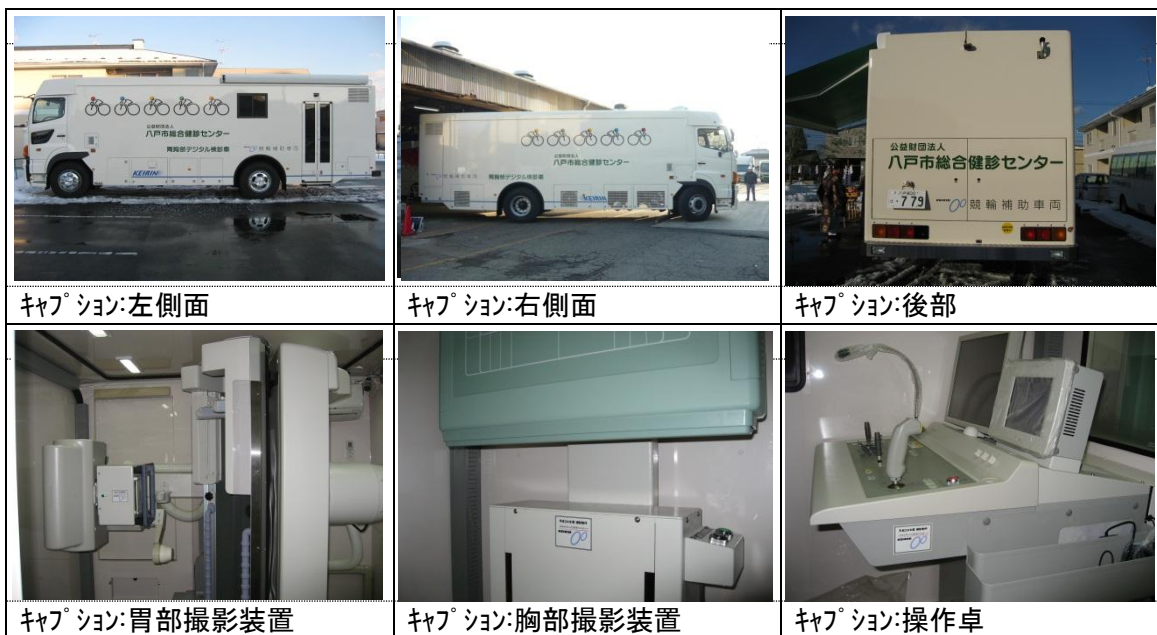 公益財団法人
八戸市総合健診センター
胃胸部デジタル検診車
競輪補助車両
KEIRIN
キャプション:左側面
公益財団法人
八戸市総合健診センター
胃胸部デジタル検診車
KEIRIN
キャプション:右側面
公益財団法人
八戸市総合健診センター
779
競輪補助車両
キャプション:後部
キャプション:胃部撮影装置
キャプション:胸部撮影装置
キャプション:操作卓